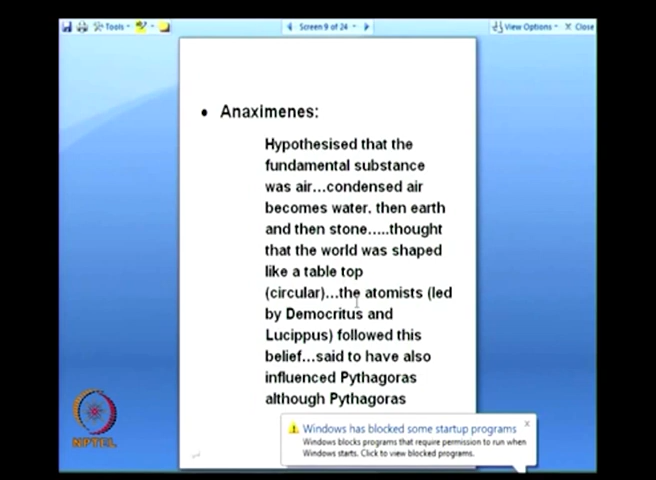 Tools
Screen 9 of 24
View Options
Close
• Anaximenes:
Hypothesised that the
fundamental substance
was air...condensed air
becomes water. then earth
and then stone.....thought
that the world was shaped
like a table top
(circular)...the atomists (led
by Democritus and
Lucippus) followed this
belief...said to have also
influenced Pythagoras
although Pythagoras
Windows has blocked some startup programs
Windows blocks programs that require permission to run when
Windows starts. Click to view blocked programs.
NPTEL